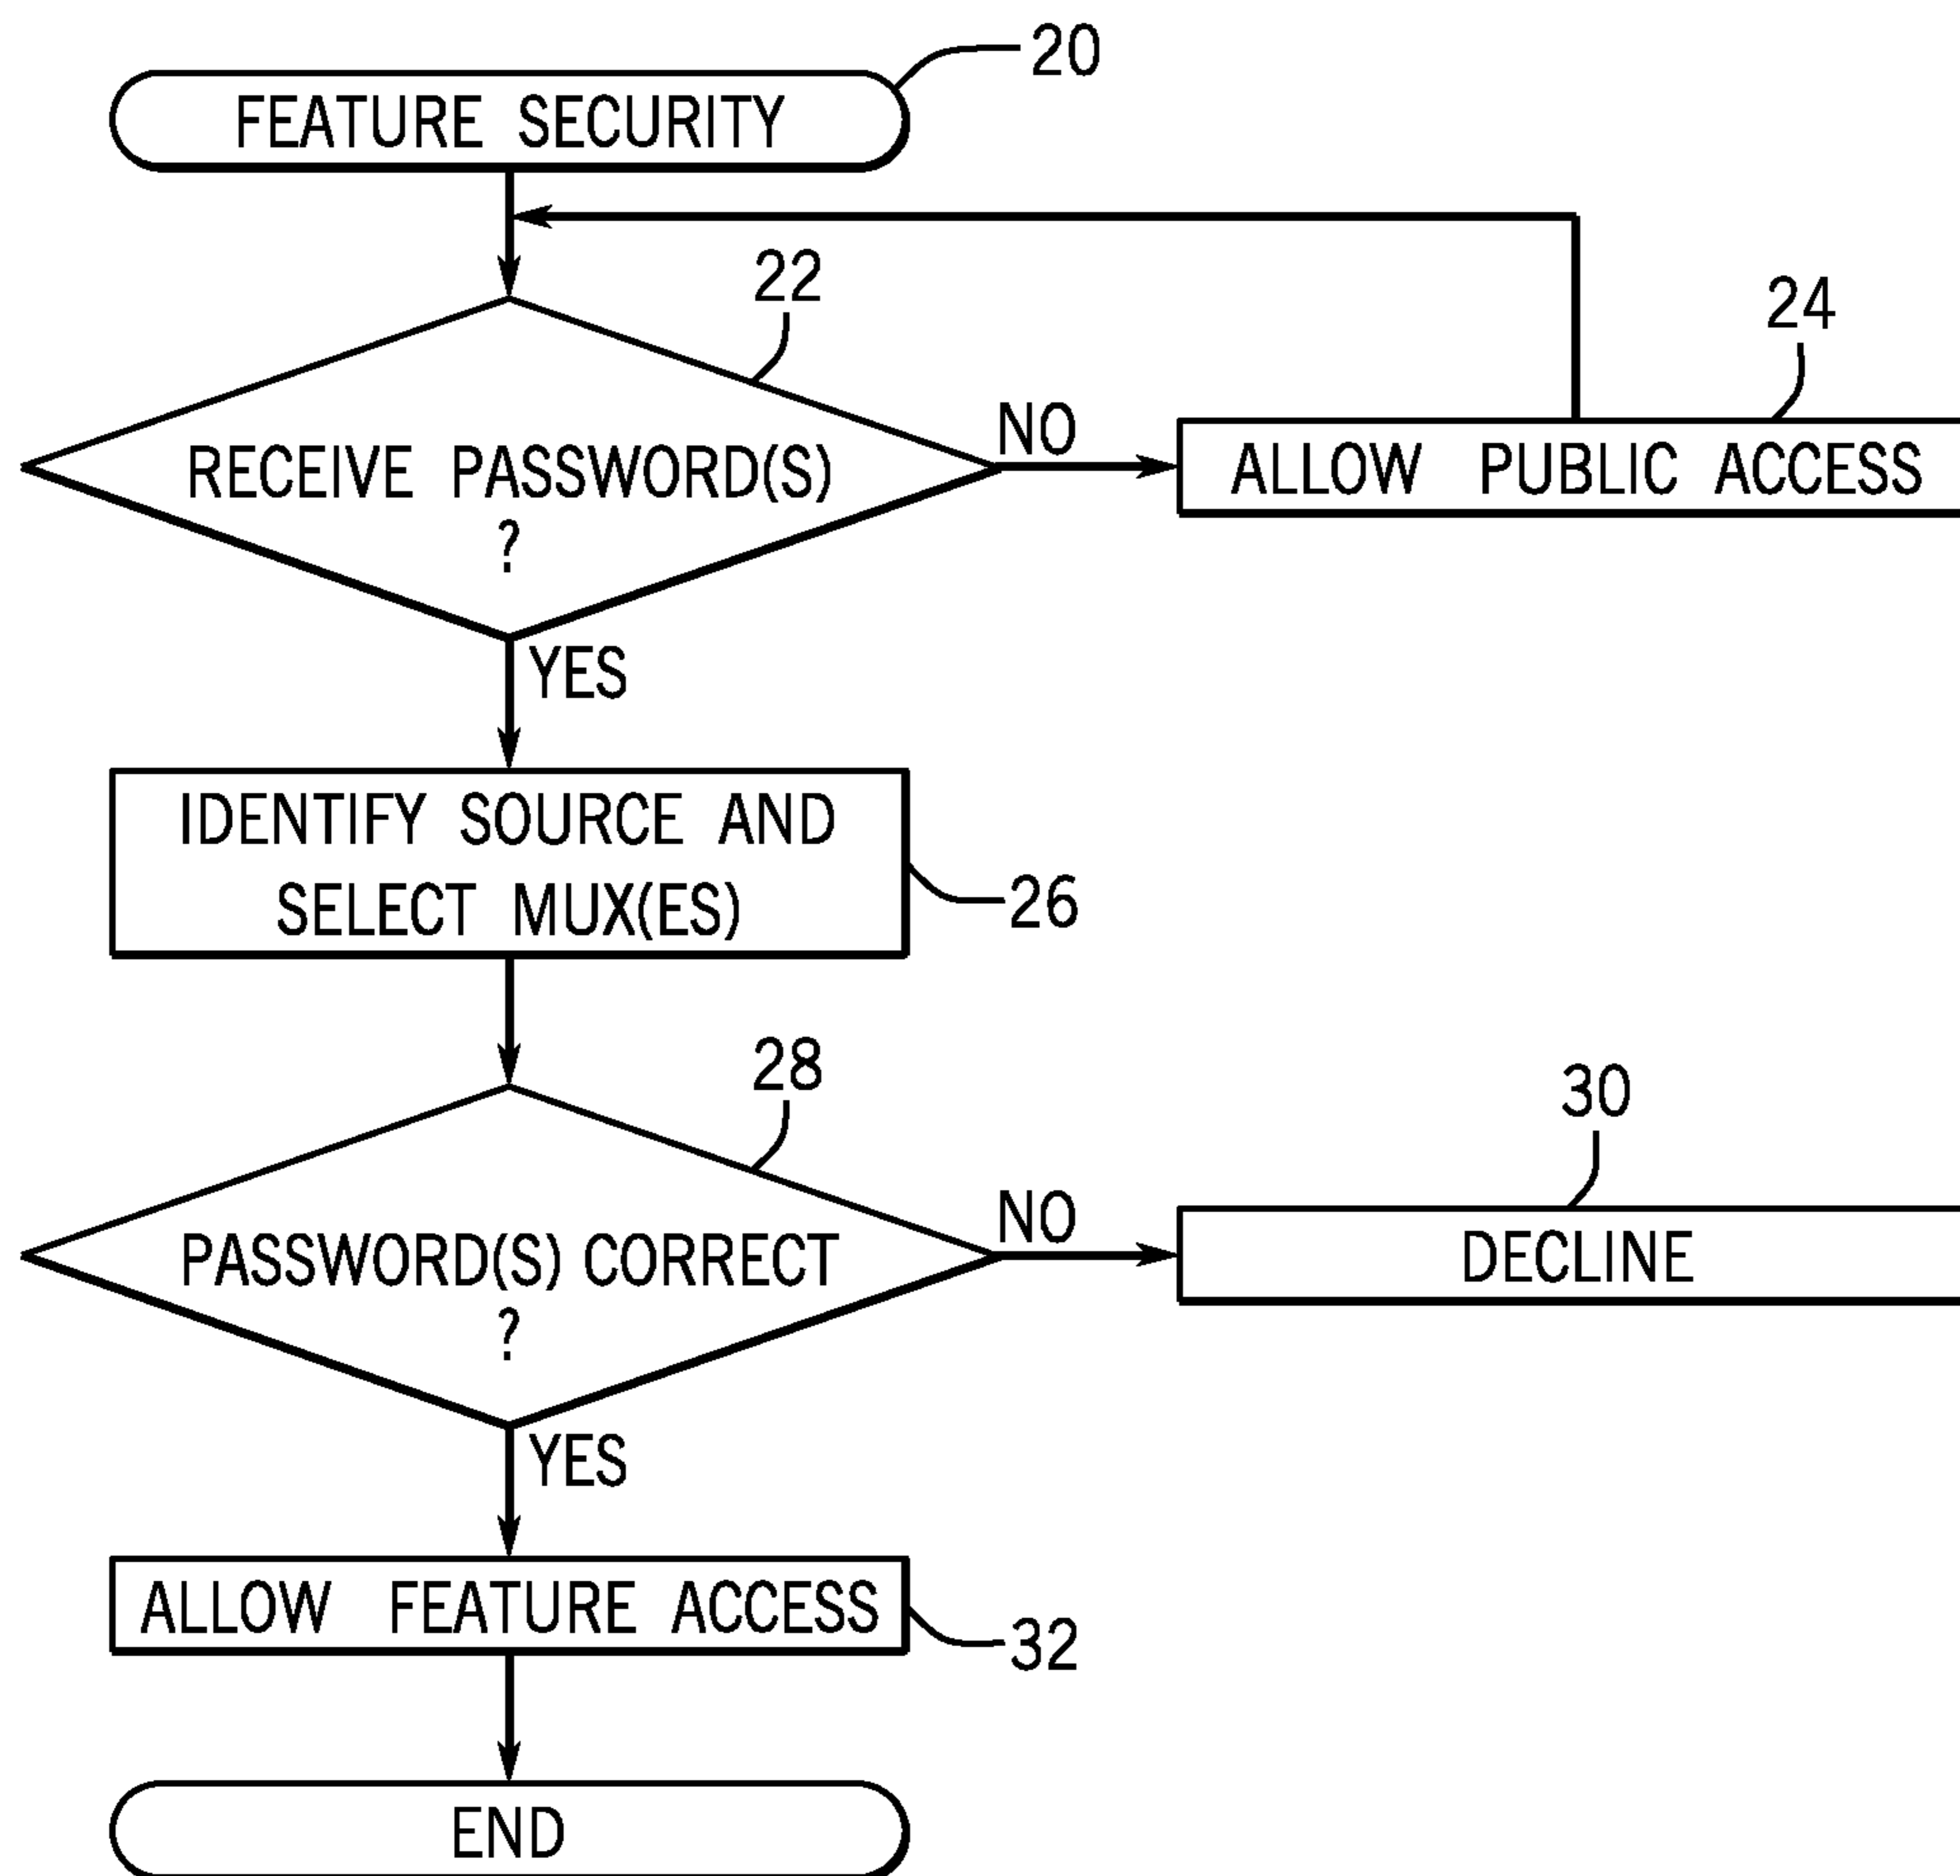 20
FEATURE SECURITY
22
24
NO
RECEIVE PASSWORD(S)
?
ALLOW PUBLIC ACCESS
YES
IDENTIFY SOURCE AND
SELECT MUX(ES)
26
28
30
NO
PASSWORD(S) CORRECT
?
DECLINE
YES
ALLOW FEATURE ACCESS
32
END